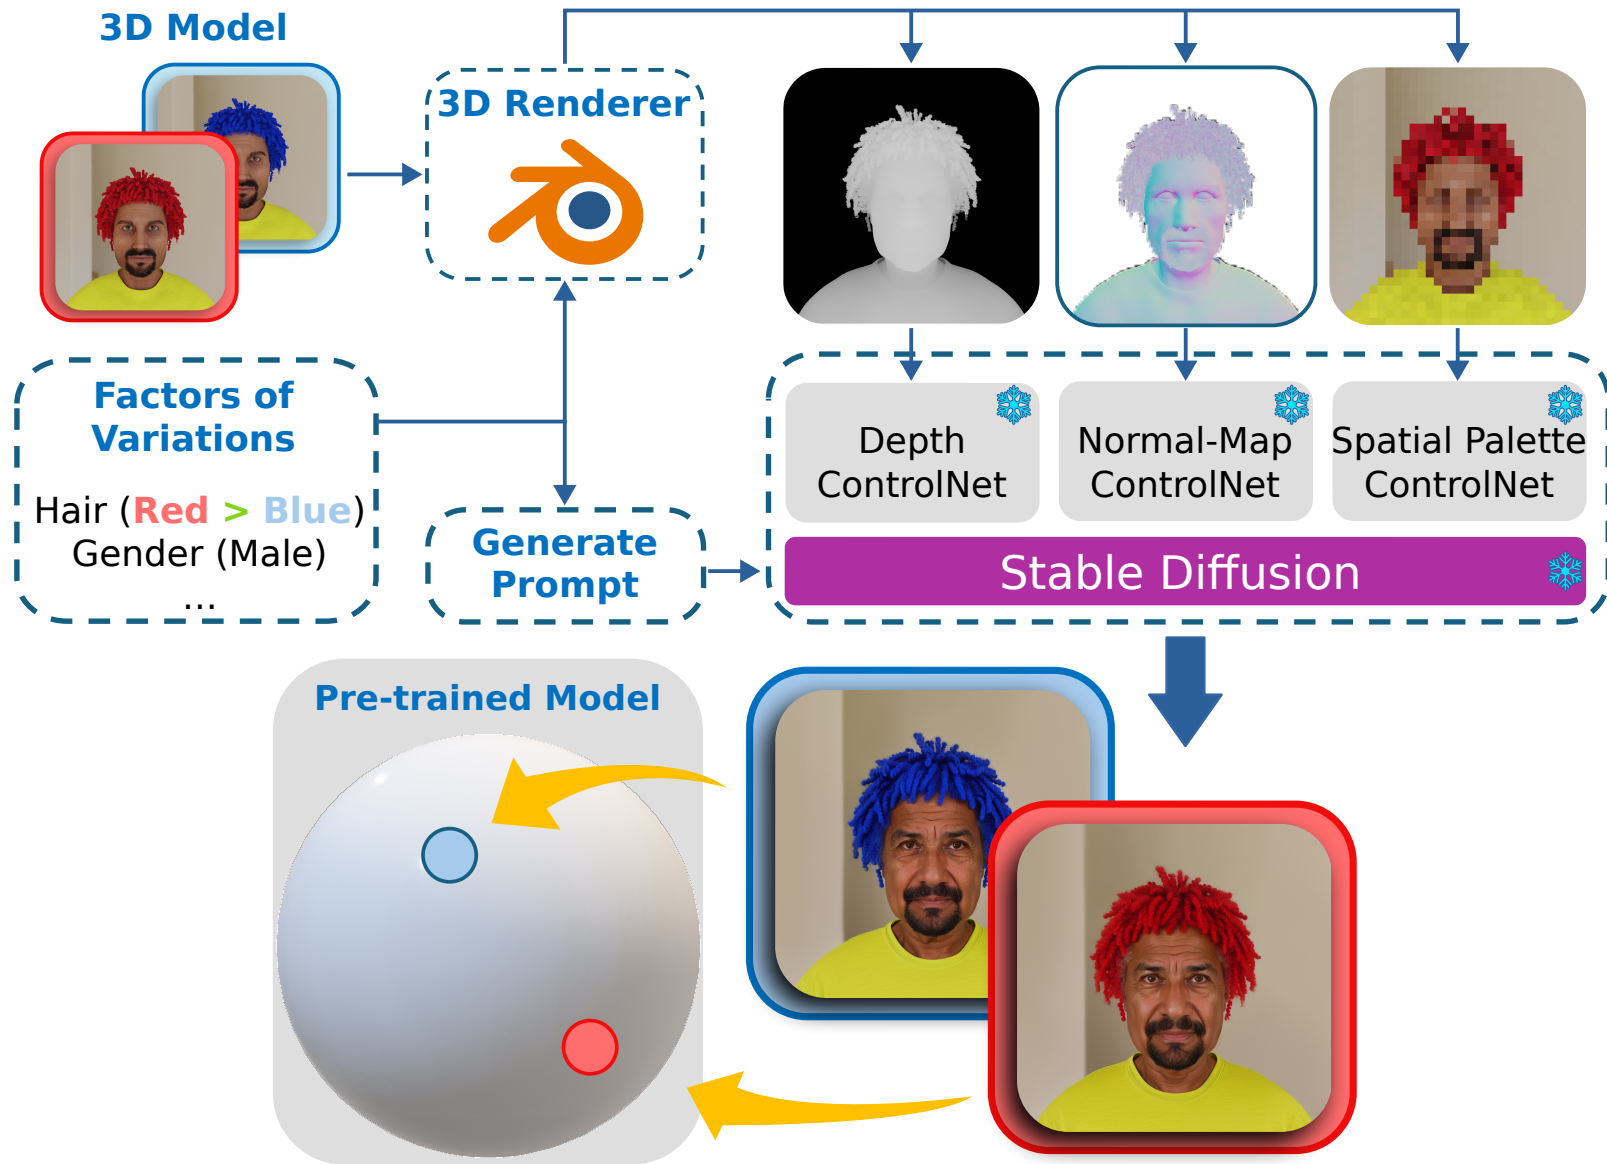 3D Model
3D Renderer
Factors of
Variations
Hair (Red > Blue)
Gender (Male)
...
Generate
Prompt
Depth
ControlNet
Normal-Map
ControlNet
Spatial Palette
ControlNet
Stable Diffusion
Pre-trained Model